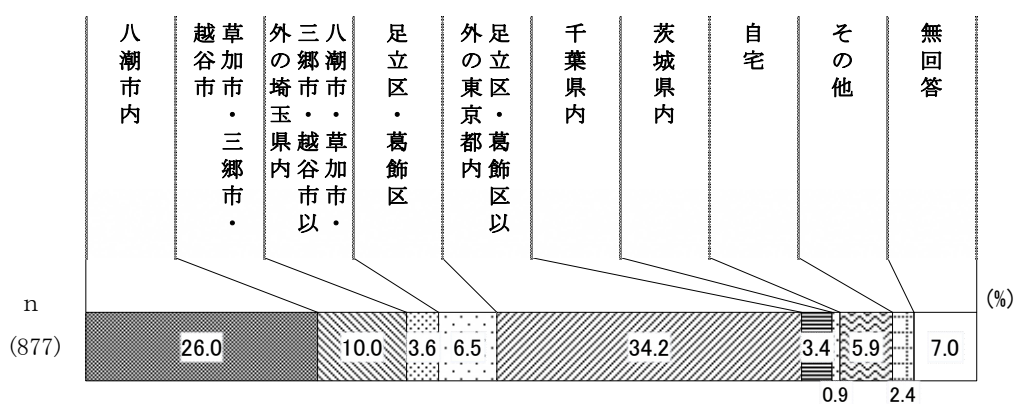 八潮市内
草加市・三郷市・
越谷市
八潮市・草加市・
三郷市・越谷市以
外の埼玉県内
足立区・葛飾区
足立区・葛飾区以
外の東京都内
千葉県内
茨城県内
自宅
その他
無回答
(%)
n
(877)
26.0
10.0
3.6
6.5
34.2
3.4
0.9
5.9
2.4
7.0